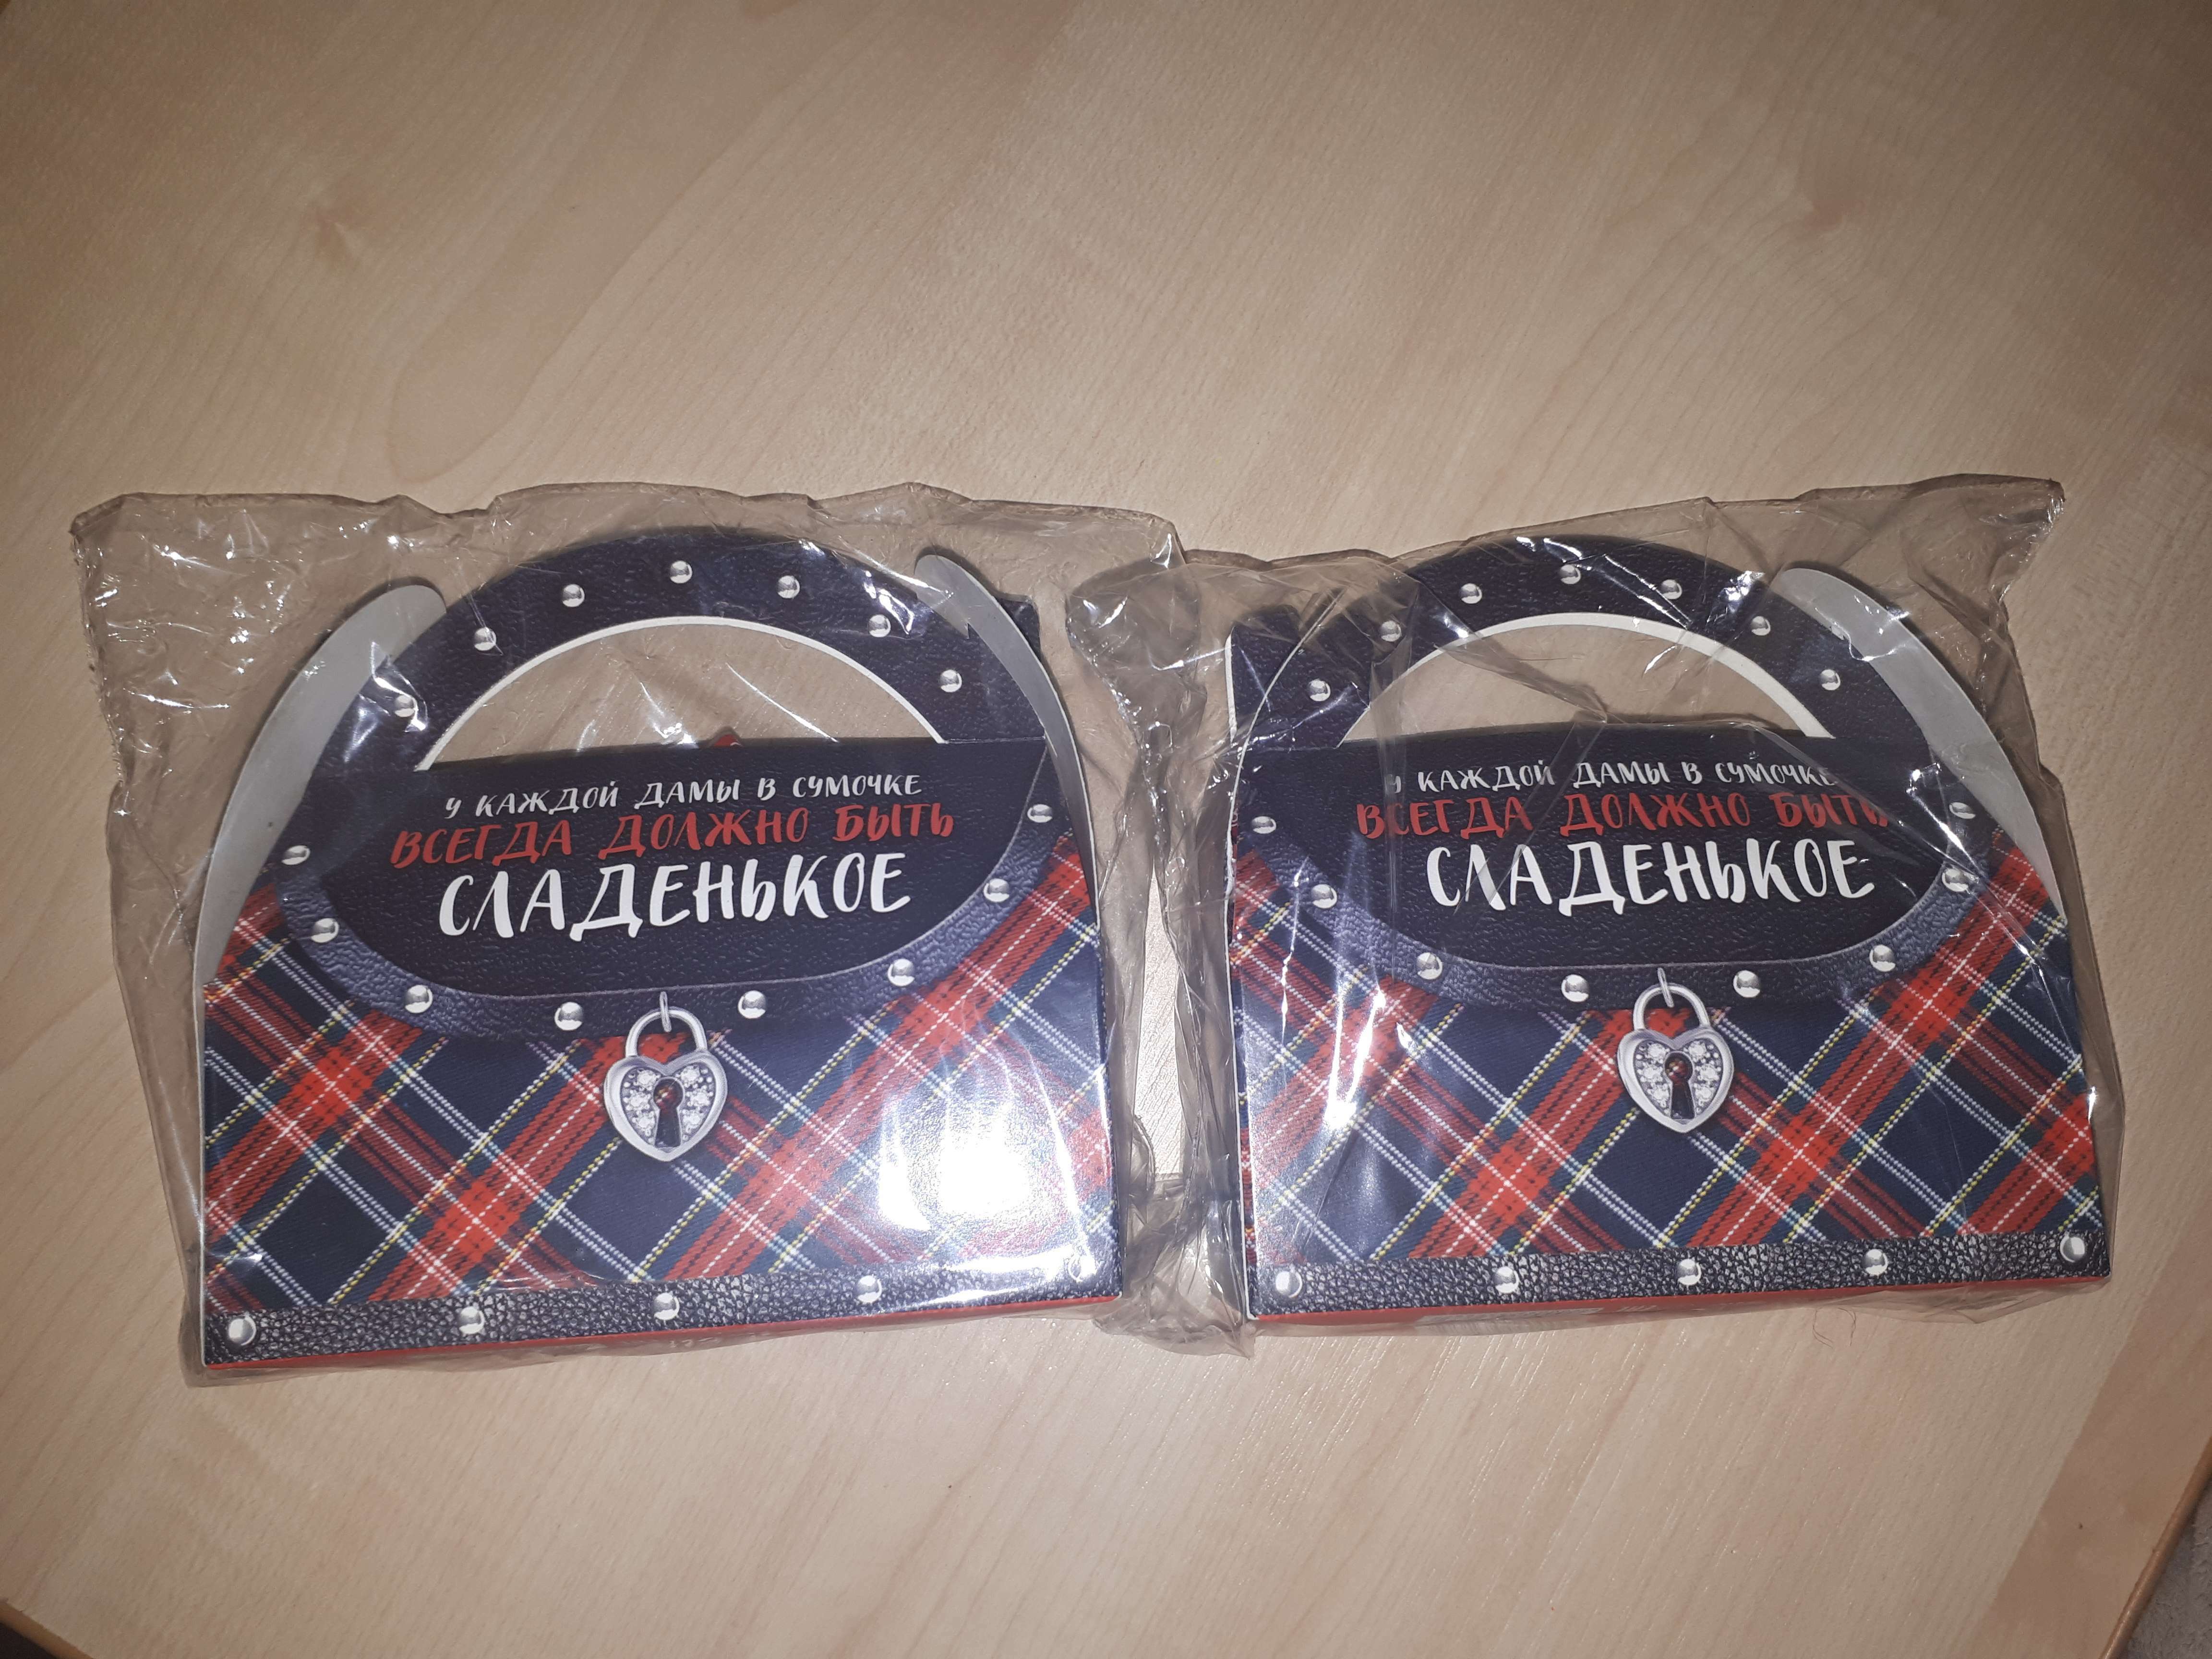 У КАЖДОЙ ДАМЫ В СУМОЧКЕ
ВСЕГДА ДОЛЖНО БЫТЬ
СЛАДЕНЬКОЕ
У КАЖДОЙ ДАМЫ В СУМОЧКЕ
ВСЕГДА ДОЛЖНО БЫТЬ
СЛАДЕНЬКОЕ